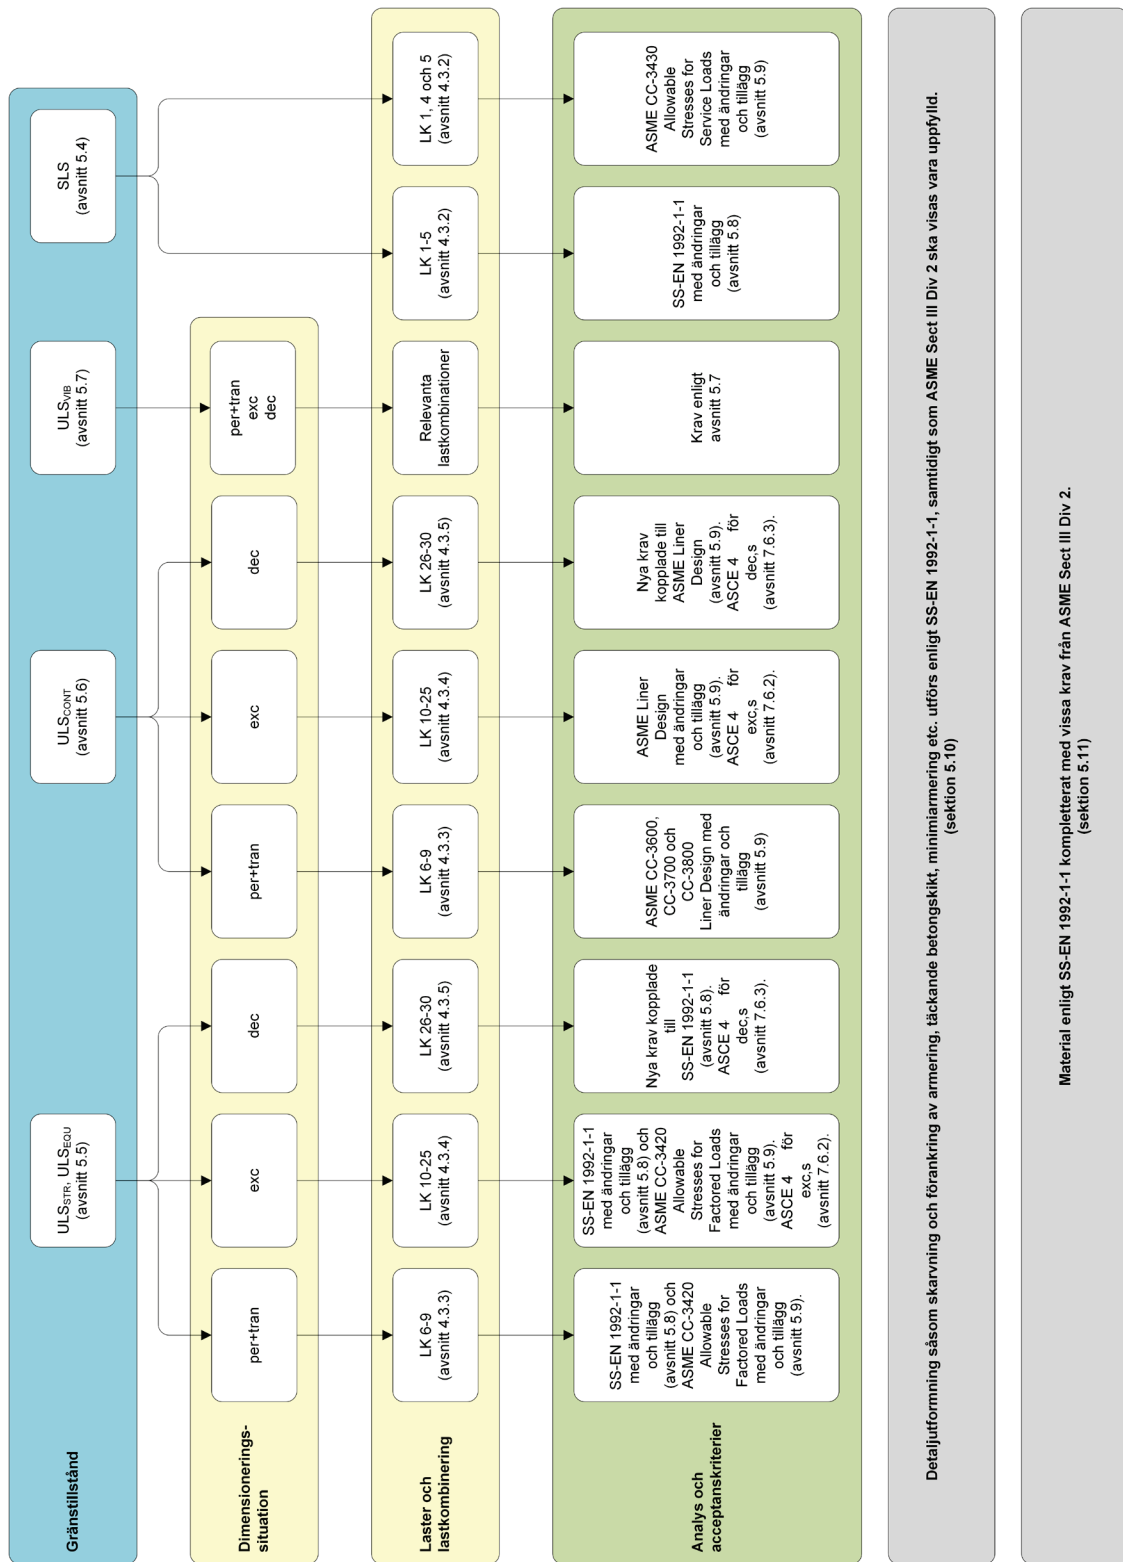 Gränstillstånd
ULSSTR, ULSEQU
(avsnitt 5.5)
ULSCONT
(avsnitt 5.6)
ULSVIB
(avsnitt 5.7)
SLS
(avsnitt 5.4)
Dimensionerings-
situation
per+tran
exc
dec
per+tran
exc
dec
per+tran
exc
dec
Laster och
lastkombinering
LK 6-9
(avsnitt 4.3.3)
LK 10-25
(avsnitt 4.3.4)
LK 26-30
(avsnitt 4.3.5)
LK 6-9
(avsnitt 4.3.3)
LK 10-25
(avsnitt 4.3.4)
LK 26-30
(avsnitt 4.3.5)
Relevanta
lastkombinationer
LK 1-5
(avsnitt 4.3.2)
LK 1, 4 och 5
(avsnitt 4.3.2)
Analys och
acceptanskriterier
SS-EN 1992-1-1
med ändringar
och tillägg
(avsnitt 5.8) och
ASME CC-3420
Allowable
Stresses for
Factored Loads
med ändringar
och tillägg
(avsnitt 5.9).
SS-EN 1992-1-1
med ändringar
och tillägg
(avsnitt 5.8) och
ASME CC-3420
Allowable
Stresses for
Factored Loads
med ändringar
och tillägg
(avsnitt 5.9).
ASCE 4 för
exc,s
(avsnitt 7.6.2).
Nya krav kopplade
till
SS-EN 1992-1-1
(avsnitt 5.8).
ASCE 4 för
dec,s
(avsnitt 7.6.3).
ASME CC-3600,
CC-3700 och
CC-3800
Liner Design med
ändringar och
tillägg
(avsnitt 5.9)
ASME Liner
Design
med ändringar
och tillägg
(avsnitt 5.9).
ASCE 4 för
exc,s
(avsnitt 7.6.2).
Nya krav
kopplade till
ASME Liner
Design
(avsnitt 5.9).
ASCE 4 för
dec,s
(avsnitt 7.6.3).
Krav enligt
avsnitt 5.7
SS-EN 1992-1-1
med ändringar
och tillägg
(avsnitt 5.8)
ASME CC-3430
Allowable
Stresses for
Service Loads
med ändringar
och tillägg
(avsnitt 5.9)
Detaljutformning såsom skarvning och förankring av armering, täckande betongskikt, minimiarmering etc. utförs enligt SS-EN 1992-1-1, samtidigt som ASME Sect III Div 2 ska visas vara uppfylld.
(sektion 5.10)
Material enligt SS-EN 1992-1-1 kompletterat med vissa krav från ASME Sect III Div 2.
(sektion 5.11)